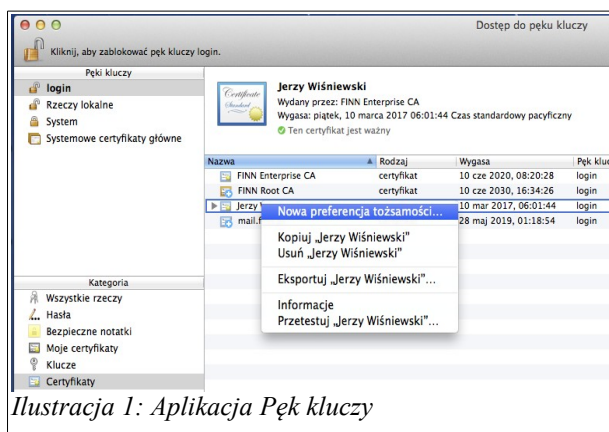 Dostęp do pęku kluczy
Kliknij, aby zablokować pęk kluczy login.
Pęki kluczy
login
Rzeczy lokalne
System
Systemowe certyfikaty główne
Certificate
Standard
Jerzy Wiśniewski
Wydany przez: FINN Enterprise CA
Wygasa: piątek, 10 marca 2017 06:01:44 Czas standardowy pacyficzny
Ten certyfikat jest ważny
Nazwa Rodzaj Wygasa Pęk kluc
FINN Enterprise CA certyfikat 10 cze 2020, 08:20:28 login
FINN Root CA certyfikat 10 cze 2030, 16:34:26 login
Jerzy 10 mar 2017, 06:01:44 login
mail.f 28 maj 2019, 01:18:54 login
Nowa preferencja tożsamości...
Kopiuj „Jerzy Wiśniewski”
Usuń „Jerzy Wiśniewski”
Eksportuj „Jerzy Wiśniewski”...
Informacje
Przetestuj „Jerzy Wiśniewski”...
Kategoria
Wszystkie rzeczy
Hasła
Bezpieczne notatki
Moje certyfikaty
Klucze
Certyfikaty
Ilustracja 1: Aplikacja Pęk kluczy